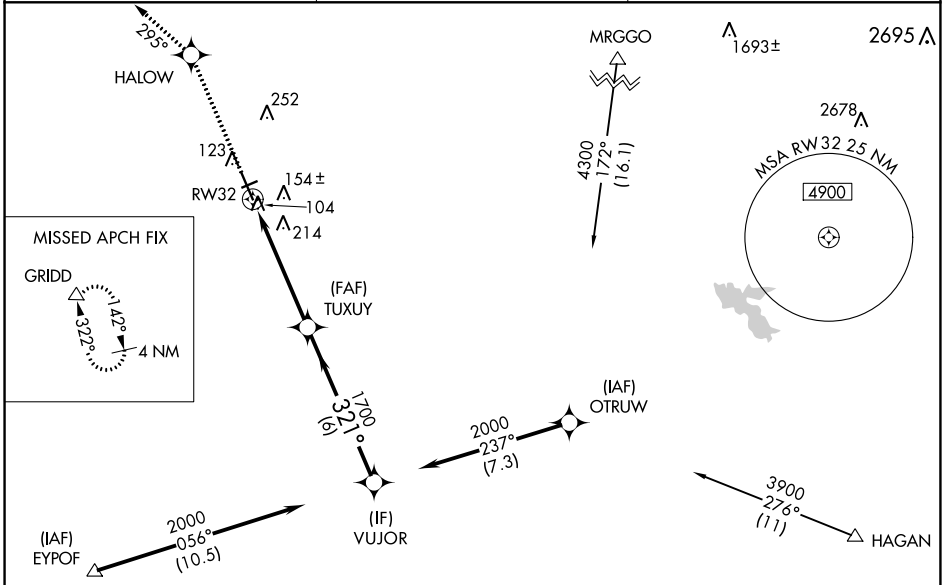 295°
HALOW
252
123
RW32
154±
104
214
MISSED APCH FIX
GRIDD
142°
322°
4 NM
(FAF)
TUXUY
1700
321°
(6)
(IF)
VUJOR
2000
056°
(10.5)
(IAF)
EYPOF
(IAF)
OTRUW
2000
237°
(7.3)
3900
276°
(11)
HAGAN
MRGGO
4300
172°
(16.1)
1693±
2695
2678
MSA RW32 25 NM
4900